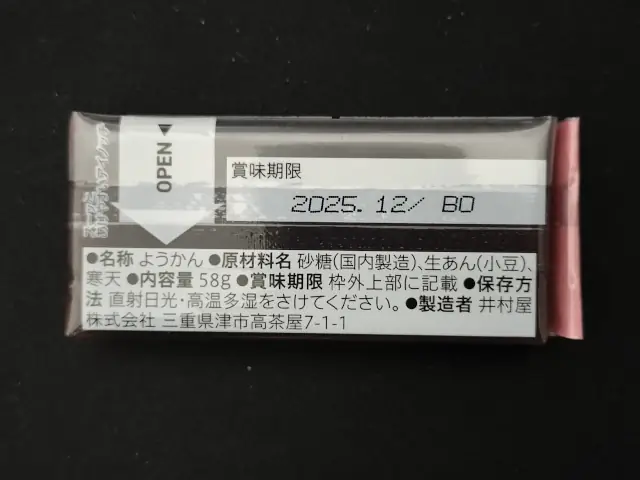 OPEN
賞味期限
2025.12/ BO
●名称 ようかん ●原材料名 砂糖(国内製造)、生あん(小豆)、
寒天 ●内容量 58g ●賞味期限 枠外上部に記載 ●保存方
法 直射日光・高温多湿をさけてください。 ●製造者 井村屋
株式会社 三重県津市高茶屋7-1-1